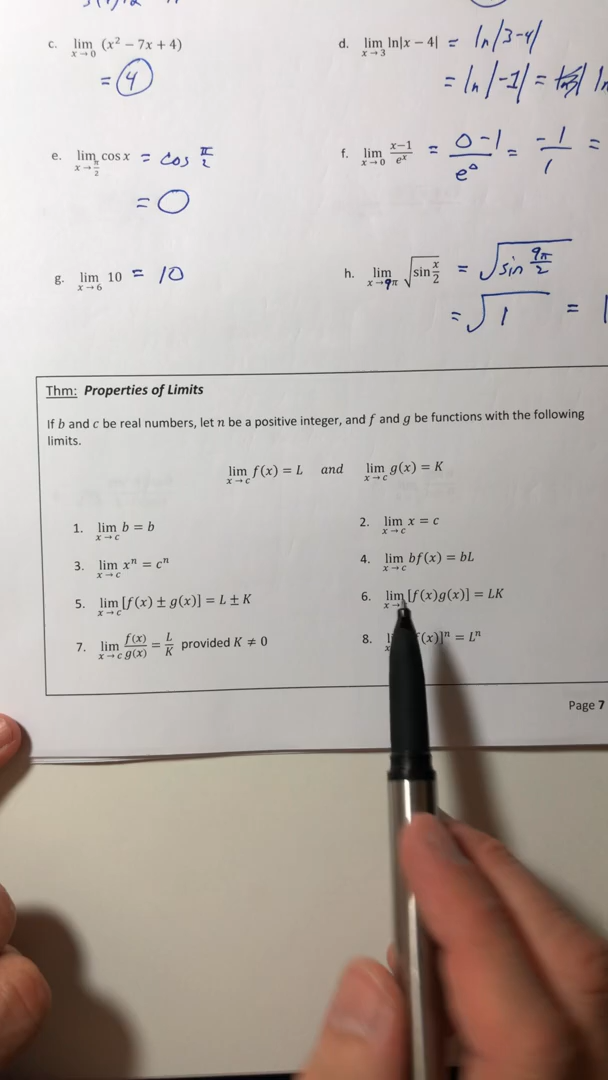 c. lim x→0 (x² − 7x + 4)
= 4
d. lim x→3 ln|x − 4| = ln|3-4|
= ln|-1| =
e. lim x→π/2 cos x = cos π/2
= 0
f. lim x→0 x−1/eˣ = 0-1/e⁰ = -1/1 =
g. lim x→6 10 = 10
h. lim x→9π √sin x/2 = √sin 9π/2
= √1 = 1
Thm: Properties of Limits
If b and c be real numbers, let n be a positive integer, and f and g be functions with the following
limits.
lim x→c f(x) = L and lim x→c g(x) = K
1. lim x→c b = b
2. lim x→c x = c
3. lim x→c xⁿ = cⁿ
4. lim x→c bf(x) = bL
5. lim x→c [f(x) ± g(x)] = L ± K
6. lim x→ [f(x)g(x)] = LK
7. lim x→c f(x)/g(x) = L/K provided K ≠ 0
8. f(x)]ⁿ = Lⁿ
Page 7